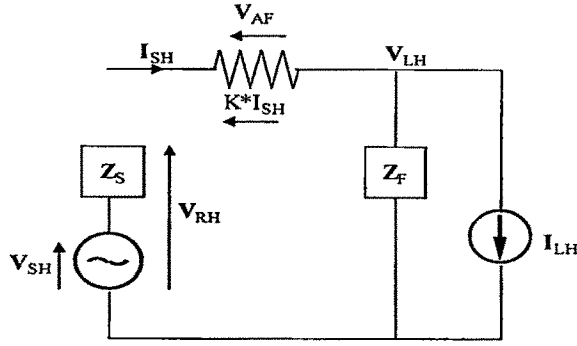 V_AF
I_SH
V_LH
K*I_SH
Z_S
Z_F
V_RH
V_SH
I_LH